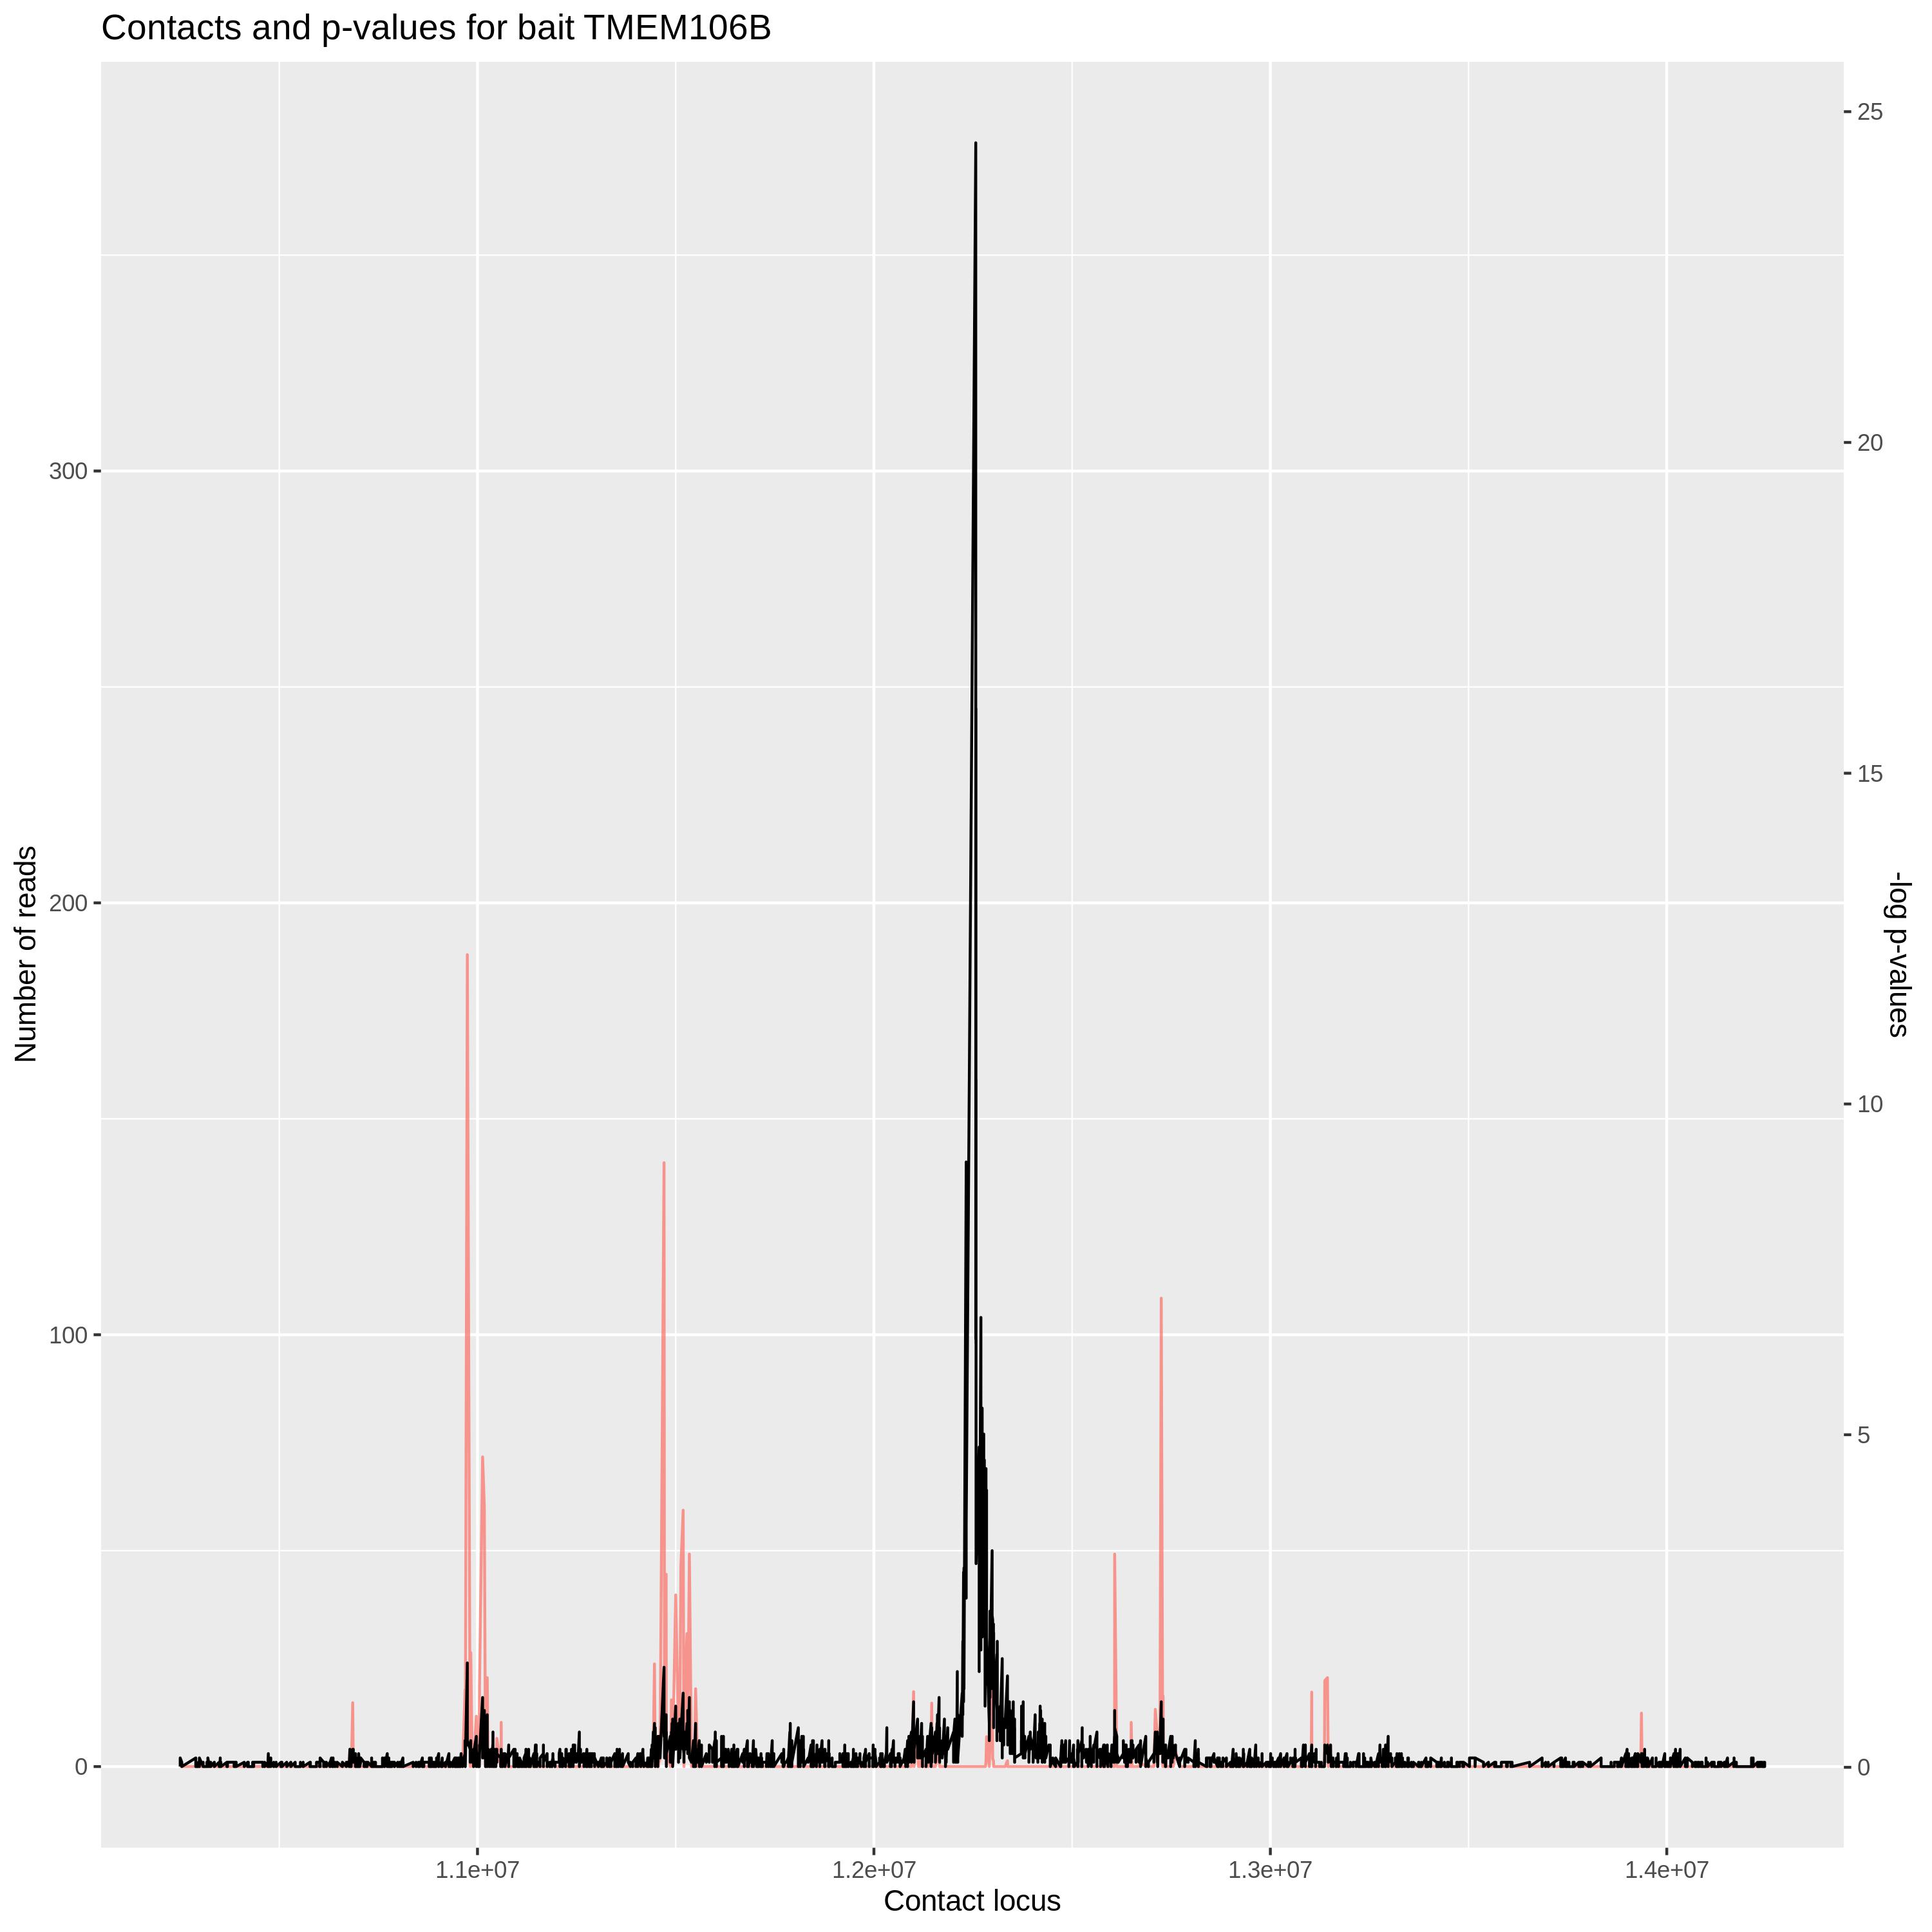 Contacts and p-values for bait TMEM106B
Number of reads
300
200
100
0
25
20
15
10
5
0
-log p-values
1.1e+07
1.2e+07
1.3e+07
1.4e+07
Contact locus